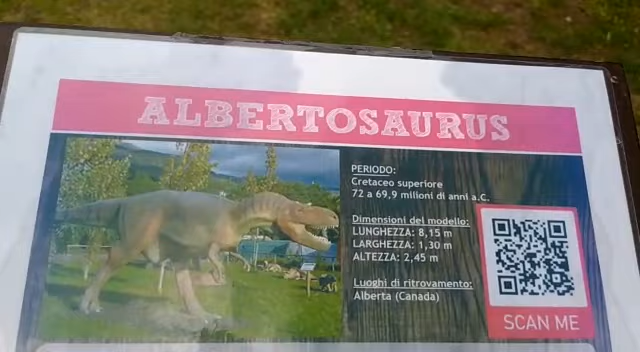 ALBERTOSAURUS
PERIODO:
Cretaceo superiore
72 a 69,9 milioni di anni a.C.
Dimensioni del modello:
LUNGHEZZA: 8,15 m
LARGHEZZA: 1,30 m
ALTEZZA: 2,45 m
Luoghi di ritrovamento:
Alberta (Canada)
SCAN ME